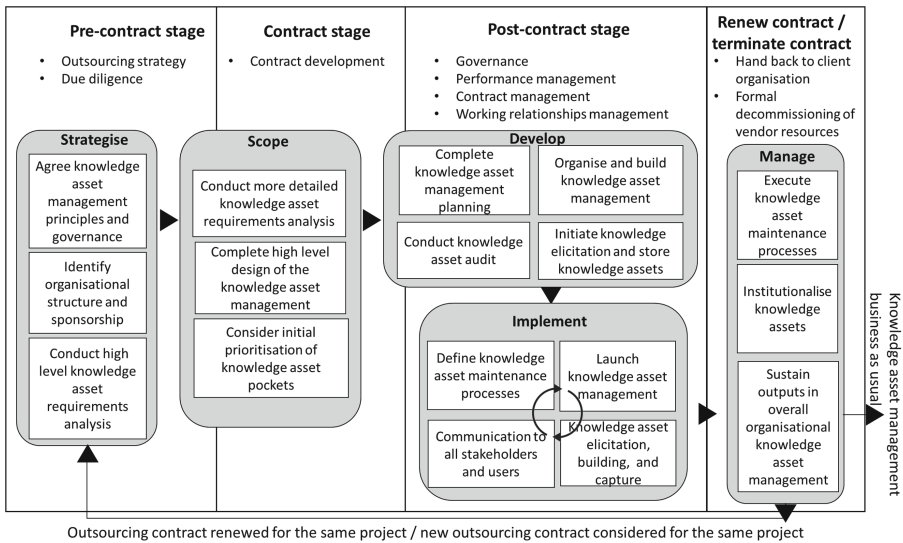 Pre-contract stage
• Outsourcing strategy
• Due diligence
Contract stage
• Contract development
Post-contract stage
• Governance
• Performance management
• Contract management
• Working relationships management
Renew contract /
terminate contract
• Hand back to client
organisation
• Formal
decommissioning of
vendor resources
Strategise
Agree knowledge
asset
management
principles and
governance
Identify
organisational
structure and
sponsorship
Conduct high
level knowledge
asset
requirements
analysis
Scope
Conduct more detailed
knowledge asset
requirements analysis
Complete high level
design of the
knowledge asset
management
Consider initial
prioritisation of
knowledge asset
pockets
Develop
Complete
knowledge asset
management
planning
Organise and build
knowledge asset
management
Conduct knowledge
asset audit
Initiate knowledge
elicitation and store
knowledge assets
Implement
Define knowledge
asset maintenance
processes
Launch
knowledge asset
management
Communication to
all stakeholders
and users
Knowledge asset
elicitation,
building, and
capture
Manage
Execute
knowledge
asset
maintenance
processes
Institutionalise
knowledge
assets
Sustain
outputs in
overall
organisational
knowledge
asset
management
Knowledge asset management
business as usual
Outsourcing contract renewed for the same project / new outsourcing contract considered for the same project